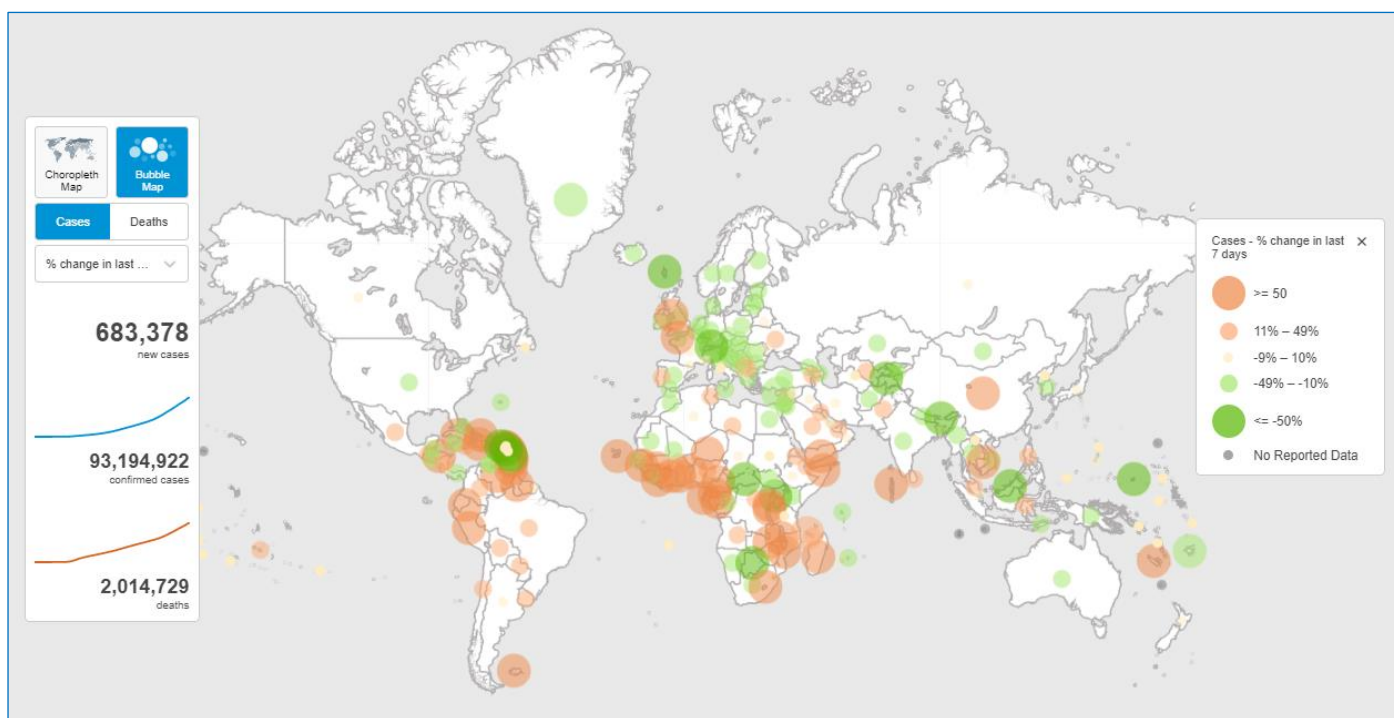 Choropleth
Map
Bubble
Map
Cases
Deaths
% change in last ...
683,378
new cases
93,194,922
confirmed cases
2,014,729
deaths
Cases - % change in last
7 days
×
>= 50
11% – 49%
-9% – 10%
-49% – -10%
<= -50%
No Reported Data